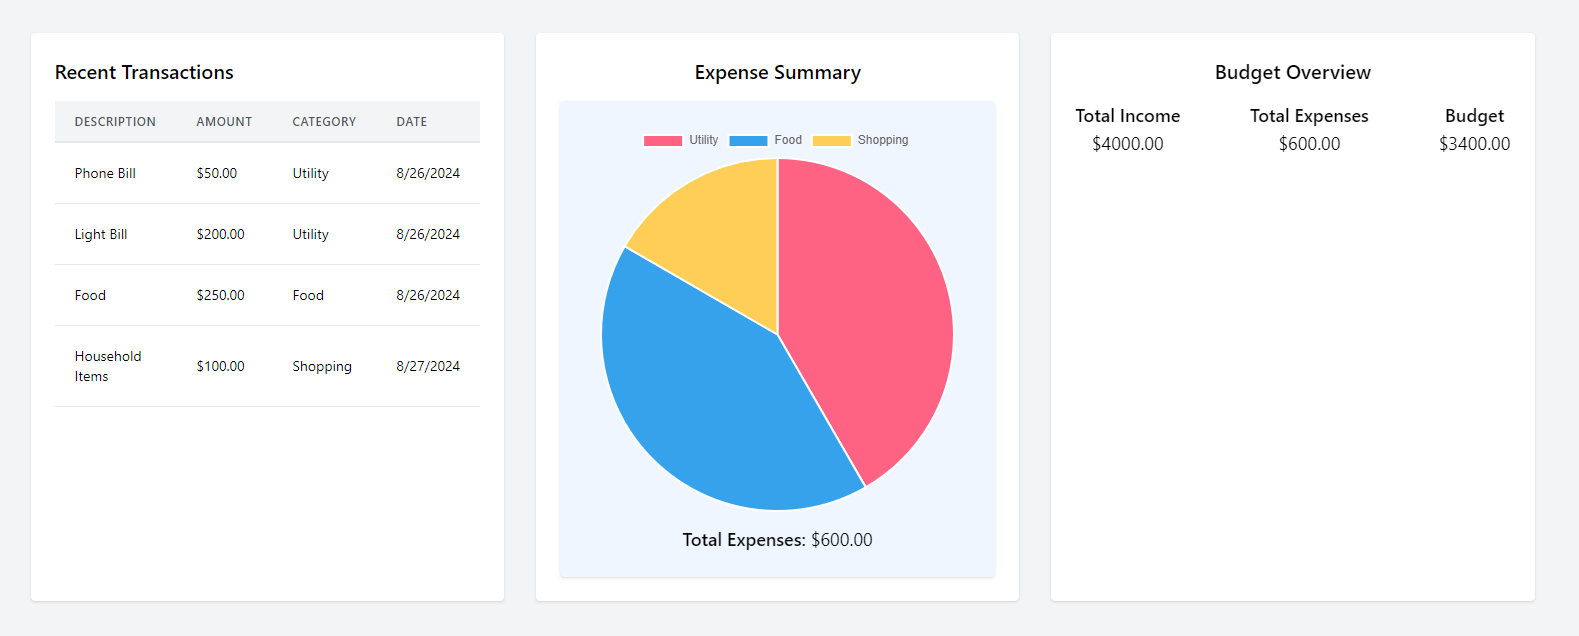 Recent Transactions
DESCRIPTION AMOUNT CATEGORY DATE
Phone Bill $50.00 Utility 8/26/2024
Light Bill $200.00 Utility 8/26/2024
Food $250.00 Food 8/26/2024
Household
Items $100.00 Shopping 8/27/2024
Expense Summary
Utility Food Shopping
Total Expenses: $600.00
Budget Overview
Total Income Total Expenses Budget
$4000.00 $600.00 $3400.00